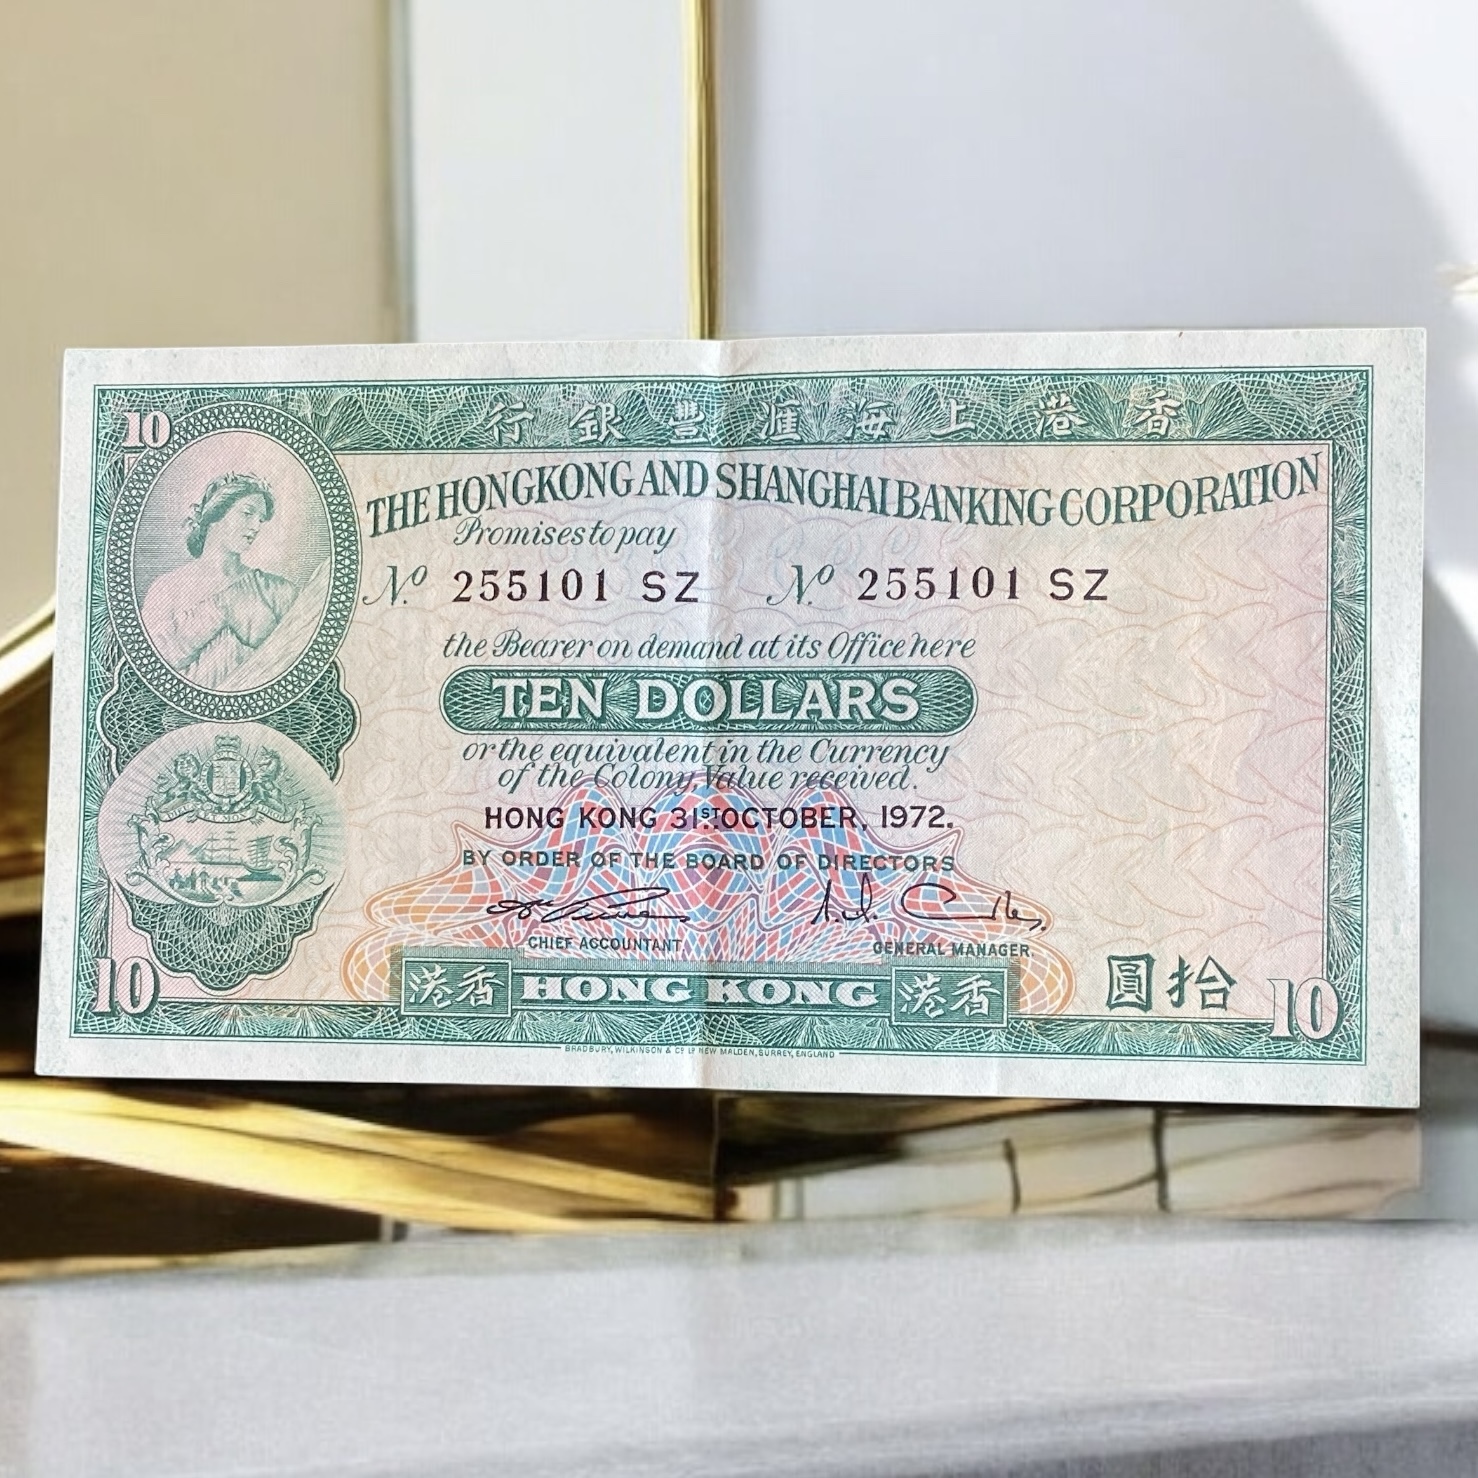 10
行銀豐滙海上港香
THE HONGKONG AND SHANGHAI BANKING CORPORATION
Promises to pay
No. 255101 SZ No. 255101 SZ
the Bearer on demand at its Office here
TEN DOLLARS
or the equivalent in the Currency
of the Colony, Value received.
HONG KONG 31ST OCTOBER, 1972.
BY ORDER OF THE BOARD OF DIRECTORS
CHIEF ACCOUNTANT GENERAL MANAGER.
10 港香 HONG KONG 港香 圓拾 10
BRADBURY, WILKINSON & Co. Ld. NEW MALDEN, SURREY, ENGLAND